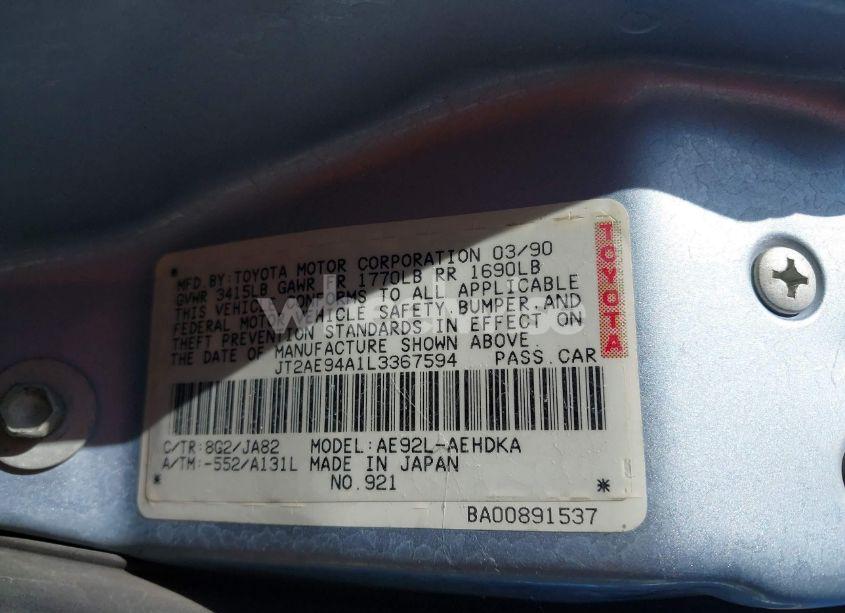 MFD.BY:TOYOTA MOTOR CORPORATION 03/90
GVWR 3415LB GAWR FR 1770LB RR 1690LB
THIS VEHICLE CONFORMS TO ALL APPLICABLE
FEDERAL MOTOR VEHICLE SAFETY,BUMPER,AND
THEFT PREVENTION STANDARDS IN EFFECT ON
THE DATE OF MANUFACTURE SHOWN ABOVE.
JT2AE94A1L3367594 PASS.CAR
TOYOTA
C/TR:8G2/JA82 MODEL:AE92L-AEHDKA
A/TM:-552/A131L MADE IN JAPAN
NO.921
BA00891537